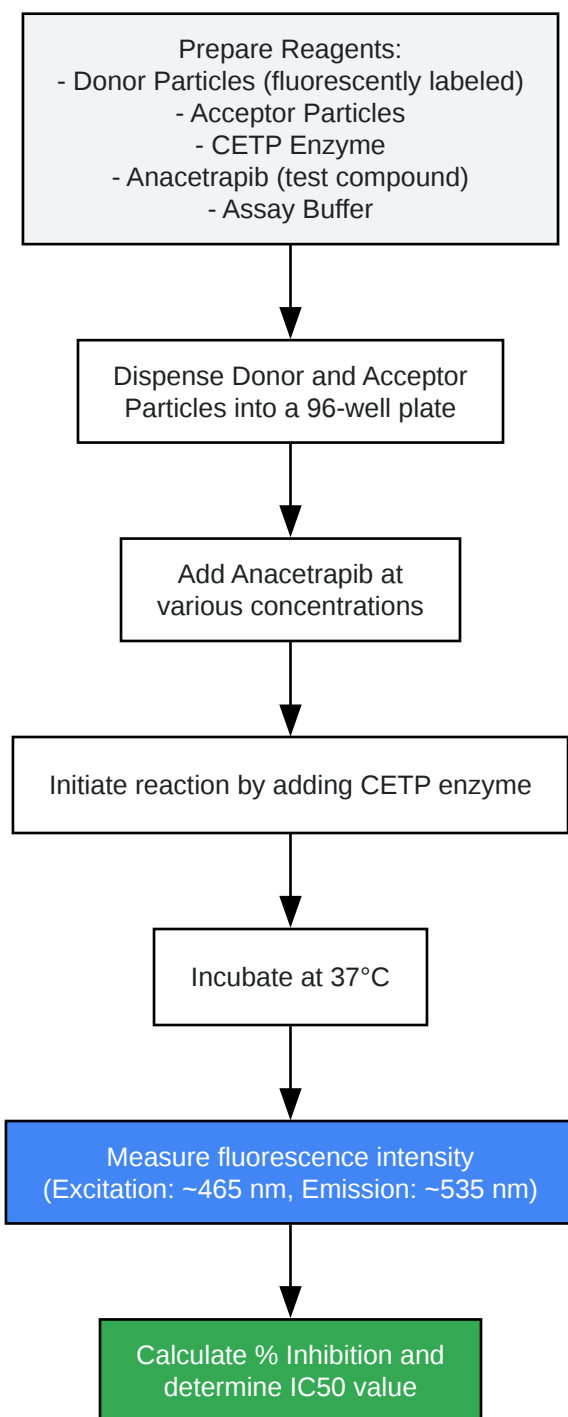 Prepare Reagents:
- Donor Particles (fluorescently labeled)
- Acceptor Particles
- CETP Enzyme
- Anacetrapib (test compound)
- Assay Buffer
Dispense Donor and Acceptor
Particles into a 96-well plate
Add Anacetrapib at
various concentrations
Initiate reaction by adding CETP enzyme
Incubate at 37°C
Measure fluorescence intensity
(Excitation: ~465 nm, Emission: ~535 nm)
Calculate % Inhibition and
determine IC50 value